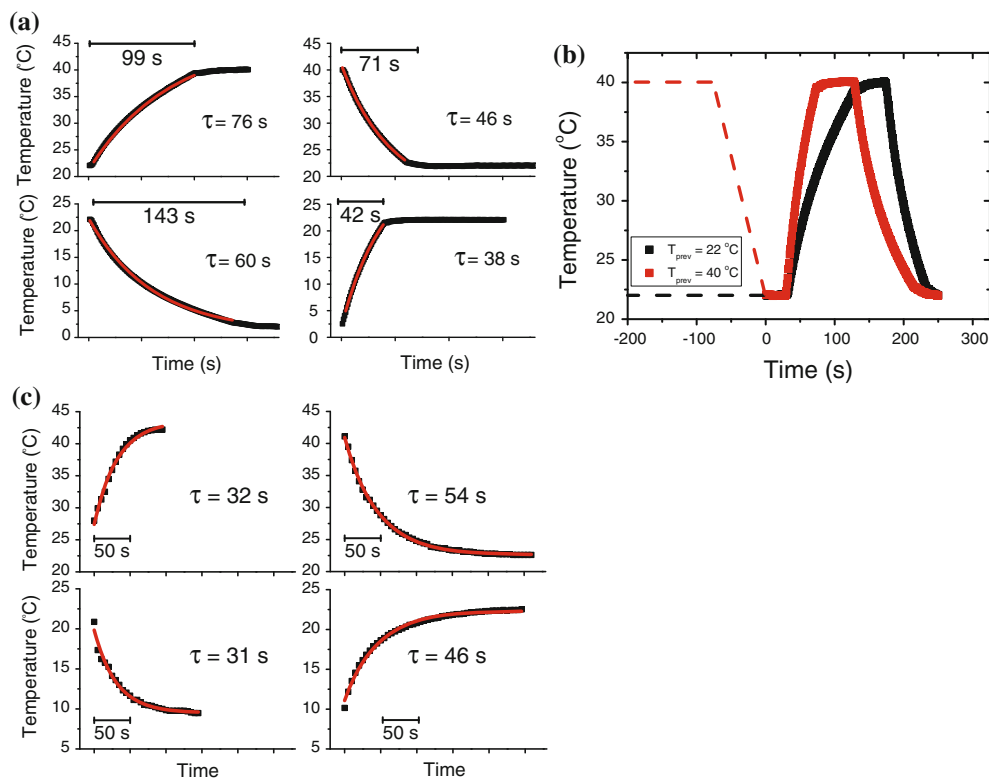 (a)
Temperature (°C)
45
40
35
30
25
20
99 s
τ = 76 s
45
40
35
30
25
20
71 s
τ = 46 s
Temperature (°C)
25
20
15
10
5
0
143 s
τ = 60 s
25
20
15
10
5
0
42 s
τ = 38 s
Time (s)
Time (s)
(b)
Temperature (°C)
40
35
30
25
20
Tprev = 22 °C
Tprev = 40 °C
-200 -100 0 100 200 300
Time (s)
(c)
Temperature (°C)
45
40
35
30
25
20
τ = 32 s
50 s
45
40
35
30
25
20
τ = 54 s
50 s
Temperature (°C)
25
20
15
10
5
τ = 31 s
50 s
25
20
15
10
5
τ = 46 s
50 s
Time
Time